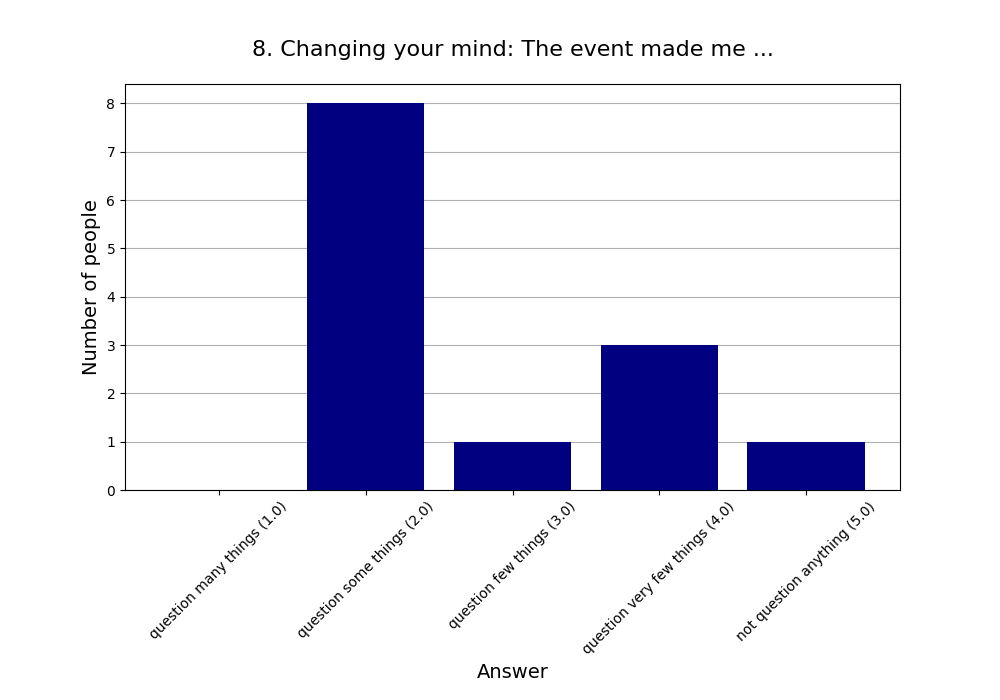 8. Changing your mind: The event made me ...
Number of people
8
7
6
5
4
3
2
1
0
question many things (1.0)
question some things (2.0)
question few things (3.0)
question very few things (4.0)
not question anything (5.0)
Answer